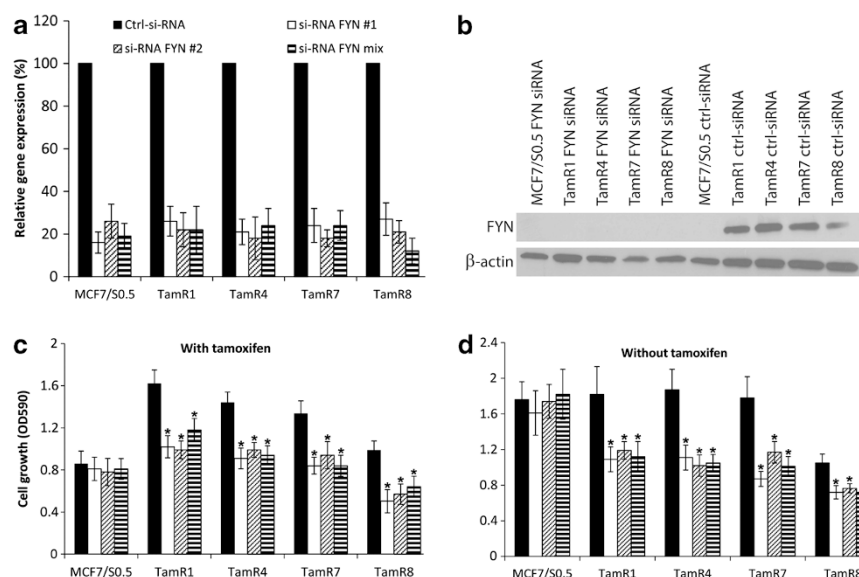 a
Ctrl-si-RNA
si-RNA FYN #1
si-RNA FYN #2
si-RNA FYN mix
Relative gene expression (%)
120
100
80
60
40
20
0
MCF7/S0.5 TamR1 TamR4 TamR7 TamR8
b
MCF7/S0.5 FYN siRNA
TamR1 FYN siRNA
TamR4 FYN siRNA
TamR7 FYN siRNA
TamR8 FYN siRNA
MCF7/S0.5 ctrl-siRNA
TamR1 ctrl-siRNA
TamR4 ctrl-siRNA
TamR7 ctrl-siRNA
TamR8 ctrl-siRNA
FYN
β-actin
c
With tamoxifen
Cell growth (OD590)
2
1.6
1.2
0.8
0.4
0
* * *
* * *
* * *
* * *
MCF7/S0.5 TamR1 TamR4 TamR7 TamR8
d
Without tamoxifen
2.4
2
1.6
1.2
0.8
0.4
0
* * *
* * *
* * *
* *
MCF7/S0.5 TamR1 TamR4 TamR7 TamR8